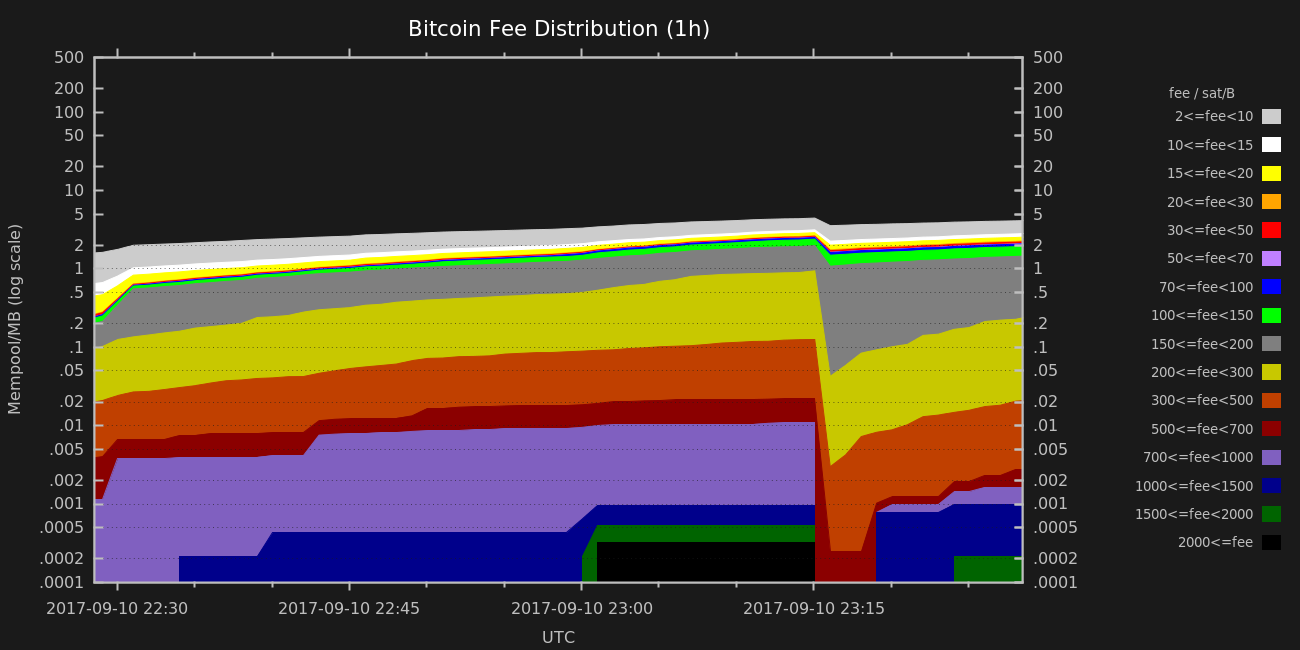 Bitcoin Fee Distribution (1h)
Mempool/MB (log scale)
500
200
100
50
20
10
5
2
1
.5
.2
.1
.05
.02
.01
.005
.002
.001
.0005
.0002
.0001
500
200
100
50
20
10
5
2
1
.5
.2
.1
.05
.02
.01
.005
.002
.001
.0005
.0002
.0001
2017-09-10 22:30
2017-09-10 22:45
2017-09-10 23:00
2017-09-10 23:15
UTC
fee / sat/B
2<=fee<10
10<=fee<15
15<=fee<20
20<=fee<30
30<=fee<50
50<=fee<70
70<=fee<100
100<=fee<150
150<=fee<200
200<=fee<300
300<=fee<500
500<=fee<700
700<=fee<1000
1000<=fee<1500
1500<=fee<2000
2000<=fee